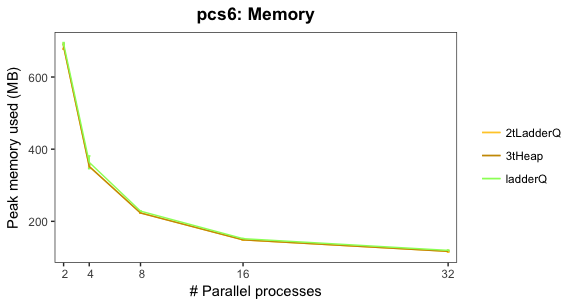 pcs6: Memory
Peak memory used (MB)
600
400
200
2 4 8 16 32
# Parallel processes
2tLadderQ
3tHeap
ladderQ